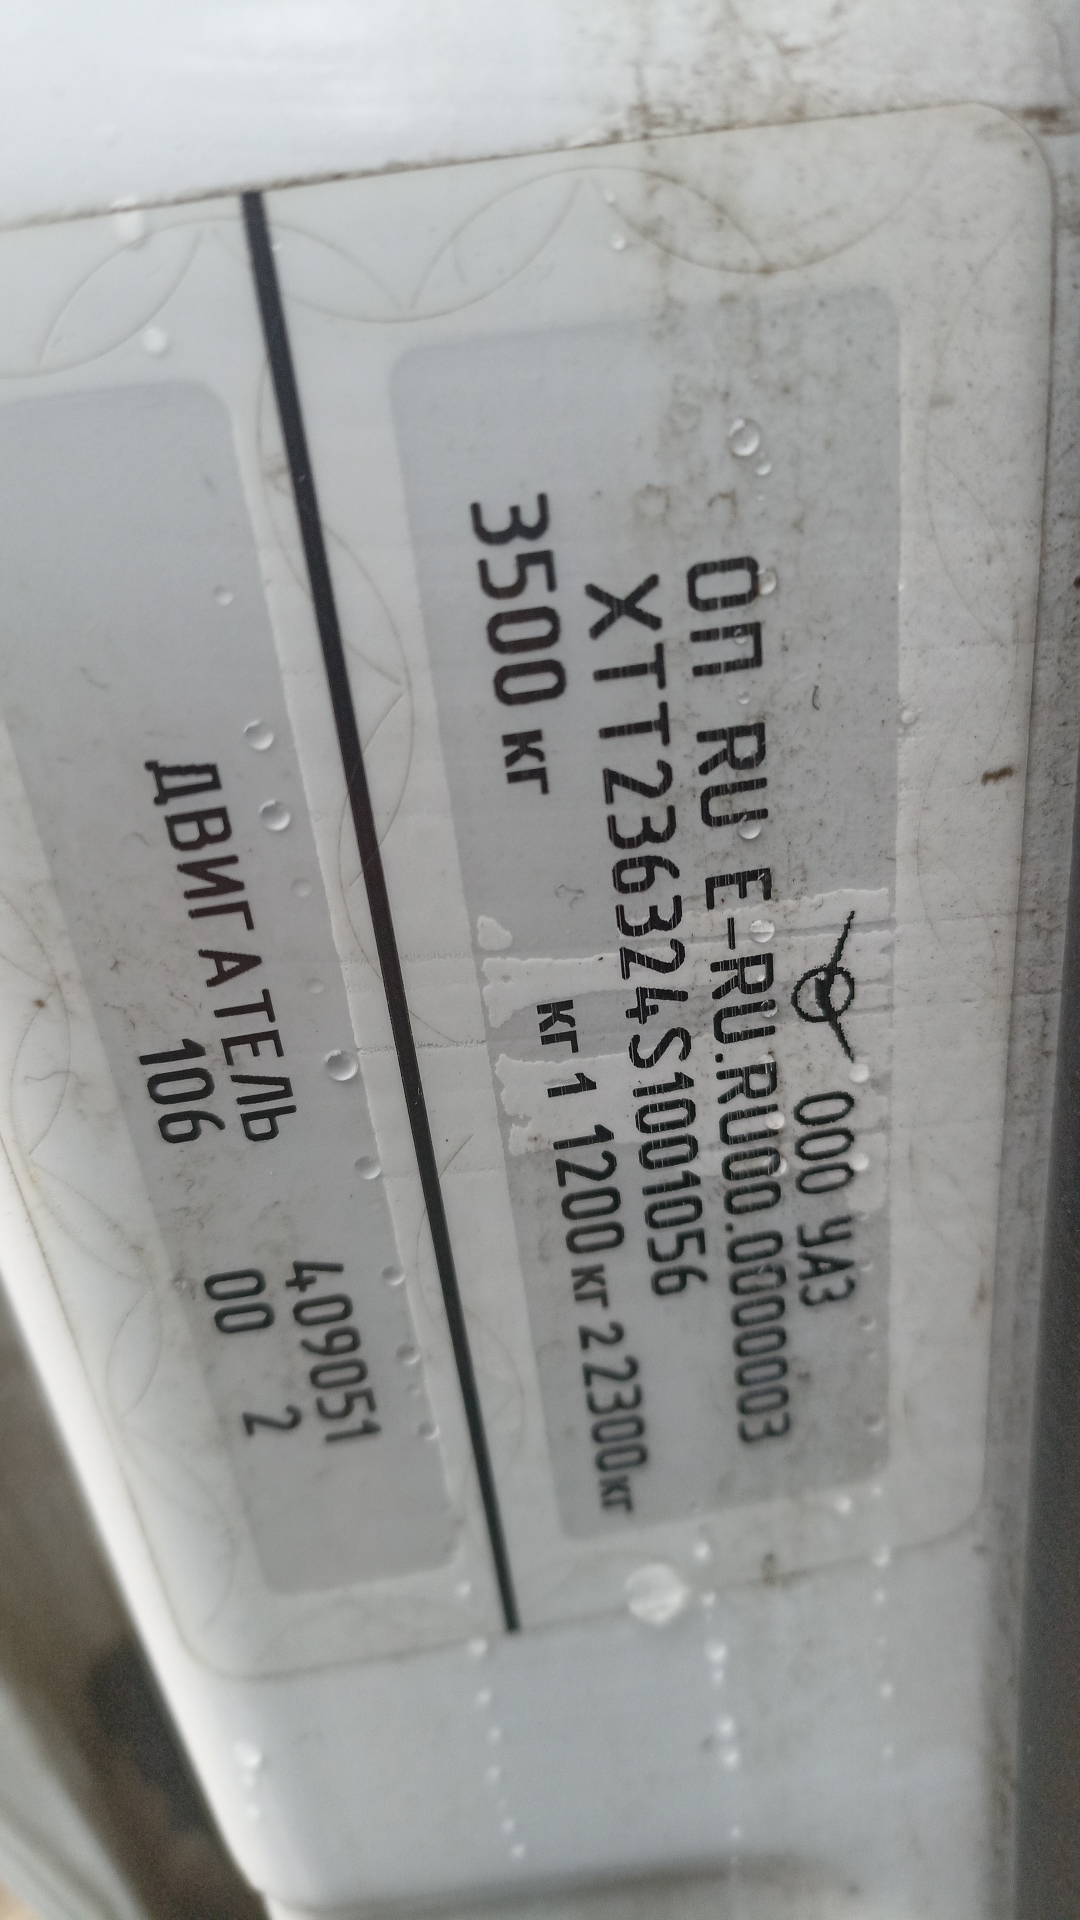 ООО УАЗ
ОП RU Е-RU.RU00.0000003
XTT236324S1001056
3500 кг
кг 1 1200 кг 2 2300 кг
ДВИГАТЕЛЬ 409051
106 00 2